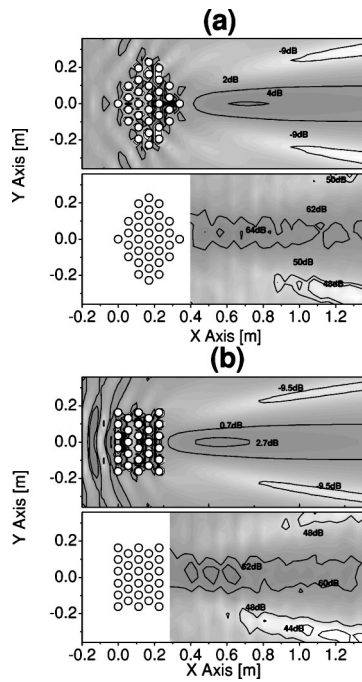 (a)
0.2
0.0
-0.2
Y Axis [m]
-9dB
2dB
4dB
-9dB
0.2
0.0
-0.2
Y Axis [m]
50dB
62dB
64dB
50dB
48dB
-0.2 0.0 0.2 0.4 0.6 0.8 1.0 1.2
X Axis [m]
(b)
0.2
0.0
-0.2
Y Axis [m]
-9.5dB
0.7dB
2.7dB
-9.5dB
0.2
0.0
-0.2
Y Axis [m]
48dB
62dB
60dB
48dB
44dB
-0.2 0.0 0.2 0.4 0.6 0.8 1.0 1.2
X Axis [m]